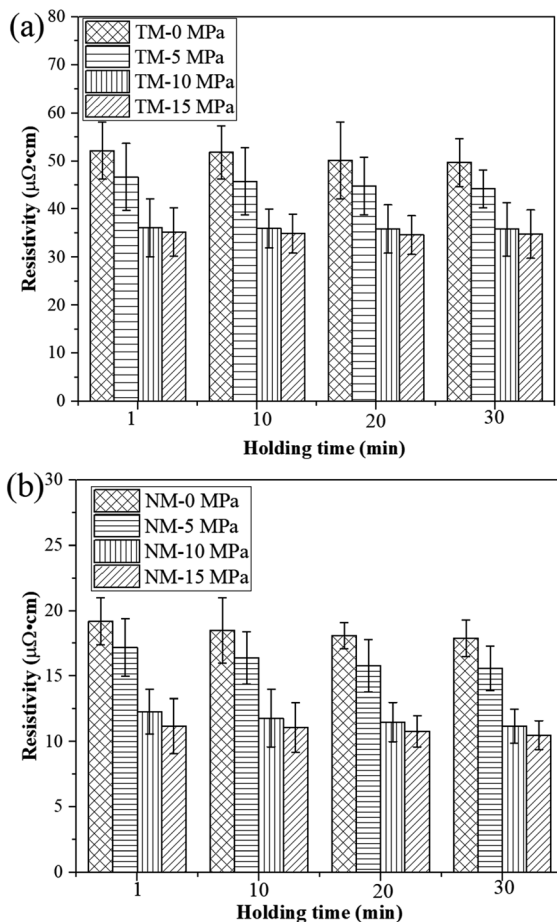 (a)
80
70
60
50
40
30
20
10
0
Resistivity (μΩ•cm)
TM-0 MPa
TM-5 MPa
TM-10 MPa
TM-15 MPa
1 10 20 30
Holding time (min)
(b)
30
25
20
15
10
5
0
Resistivity (μΩ•cm)
NM-0 MPa
NM-5 MPa
NM-10 MPa
NM-15 MPa
1 10 20 30
Holding time (min)